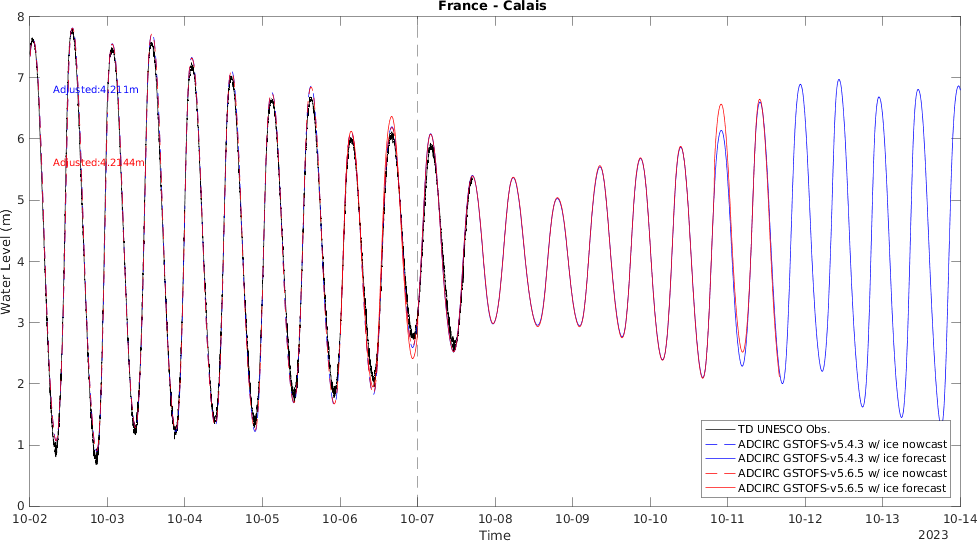 France - Calais
Water Level (m)
8
7
6
5
4
3
2
1
0
Adjusted:4.211m
Adjusted:4.2144m
TD UNESCO Obs.
ADCIRC GSTOFS-v5.4.3 w/ ice nowcast
ADCIRC GSTOFS-v5.4.3 w/ ice forecast
ADCIRC GSTOFS-v5.6.5 w/ ice nowcast
ADCIRC GSTOFS-v5.6.5 w/ ice forecast
10-02 10-03 10-04 10-05 10-06 10-07 10-08 10-09 10-10 10-11 10-12 10-13 10-14
Time
2023